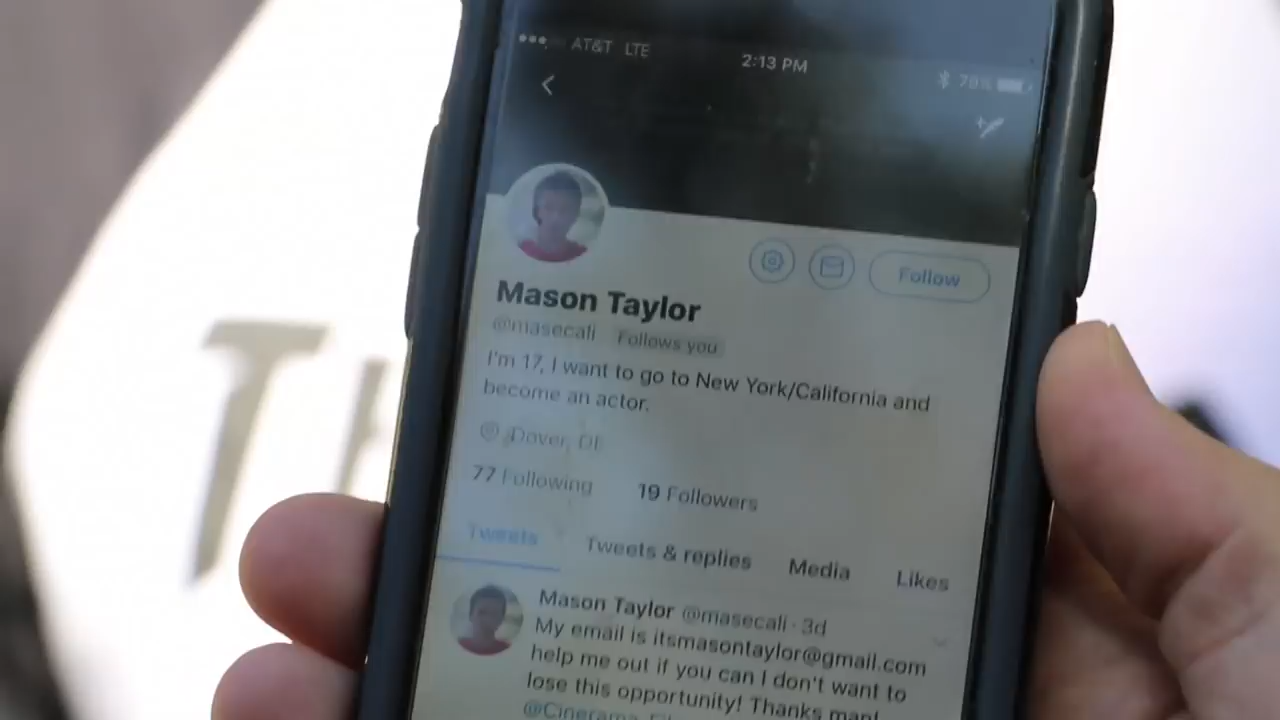 AT&T LTE 2:13 PM 78%
Mason Taylor
Follow
@masecali Follows you
I'm 17, I want to go to New York/California and
become an actor.
Dover, DE
77 Following 19 Followers
Tweets Tweets & replies Media Likes
Mason Taylor @masecali · 3d
My email is itsmasontaylor@gmail.com
help me out if you can I don't want to
lose this opportunity! Thanks man!
@Cinerama